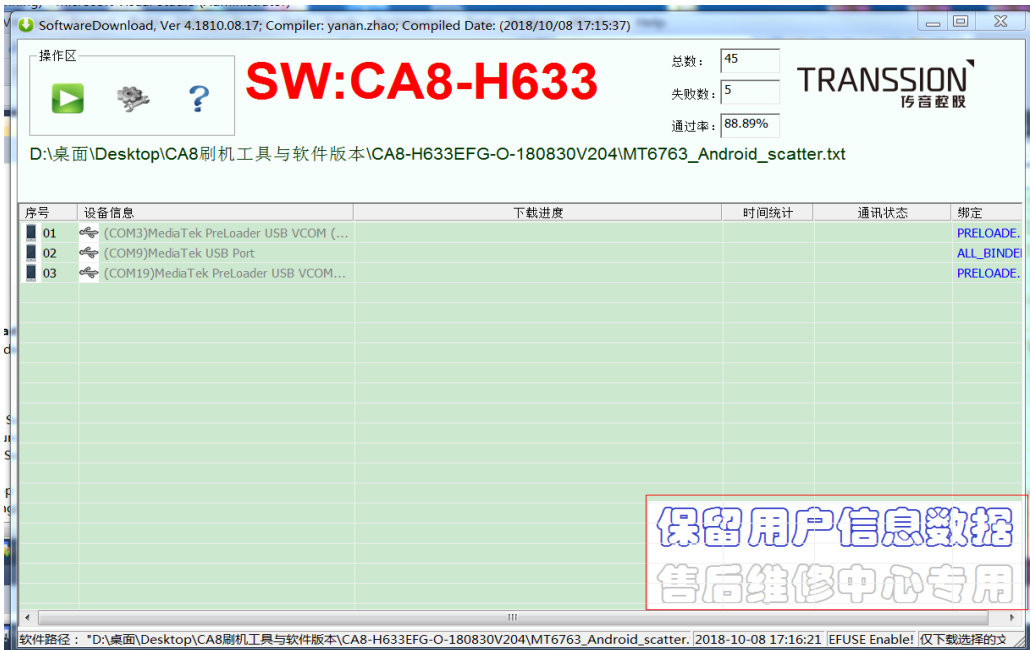 SoftwareDownload, Ver 4.1810.08.17; Compiler: yanan.zhao; Compiled Date: (2018/10/08 17:15:37)
操作区
SW:CA8-H633
总数: 45
失败数: 5
通过率: 88.89%
TRANSSION
传音控股
D:\桌面\Desktop\CA8刷机工具与软件版本\CA8-H633EFG-O-180830V204\MT6763_Android_scatter.txt
序号 设备信息 下载进度 时间统计 通讯状态 绑定
01 (COM3)MediaTek PreLoader USB VCOM (... PRELOADE.
02 (COM9)MediaTek USB Port ALL_BINDE
03 (COM19)MediaTek PreLoader USB VCOM... PRELOADE.
保留用户信息数据
售后维修中心专用
软件路径: "D:\桌面\Desktop\CA8刷机工具与软件版本\CA8-H633EFG-O-180830V204\MT6763_Android_scatter. 2018-10-08 17:16:21 EFUSE Enable! 仅下载选择的文